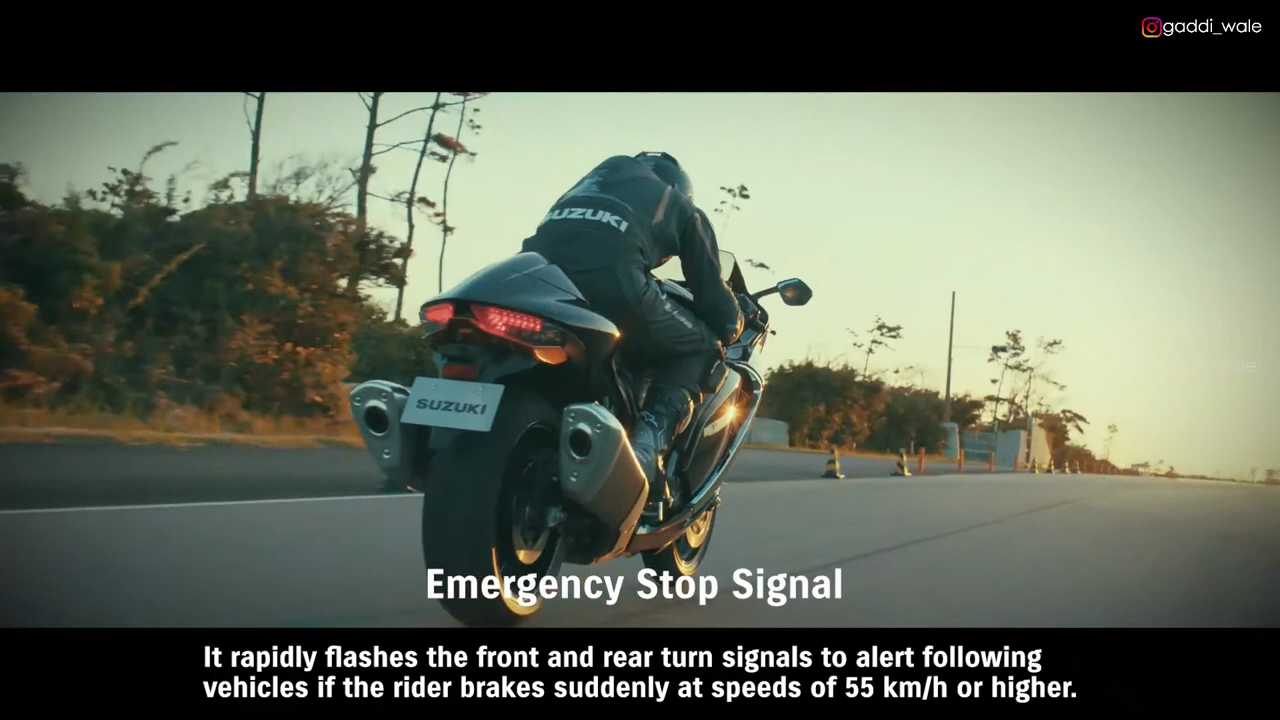 gaddi_wale
SUZUKI
SUZUKI
Emergency Stop Signal
It rapidly flashes the front and rear turn signals to alert following
vehicles if the rider brakes suddenly at speeds of 55 km/h or higher.